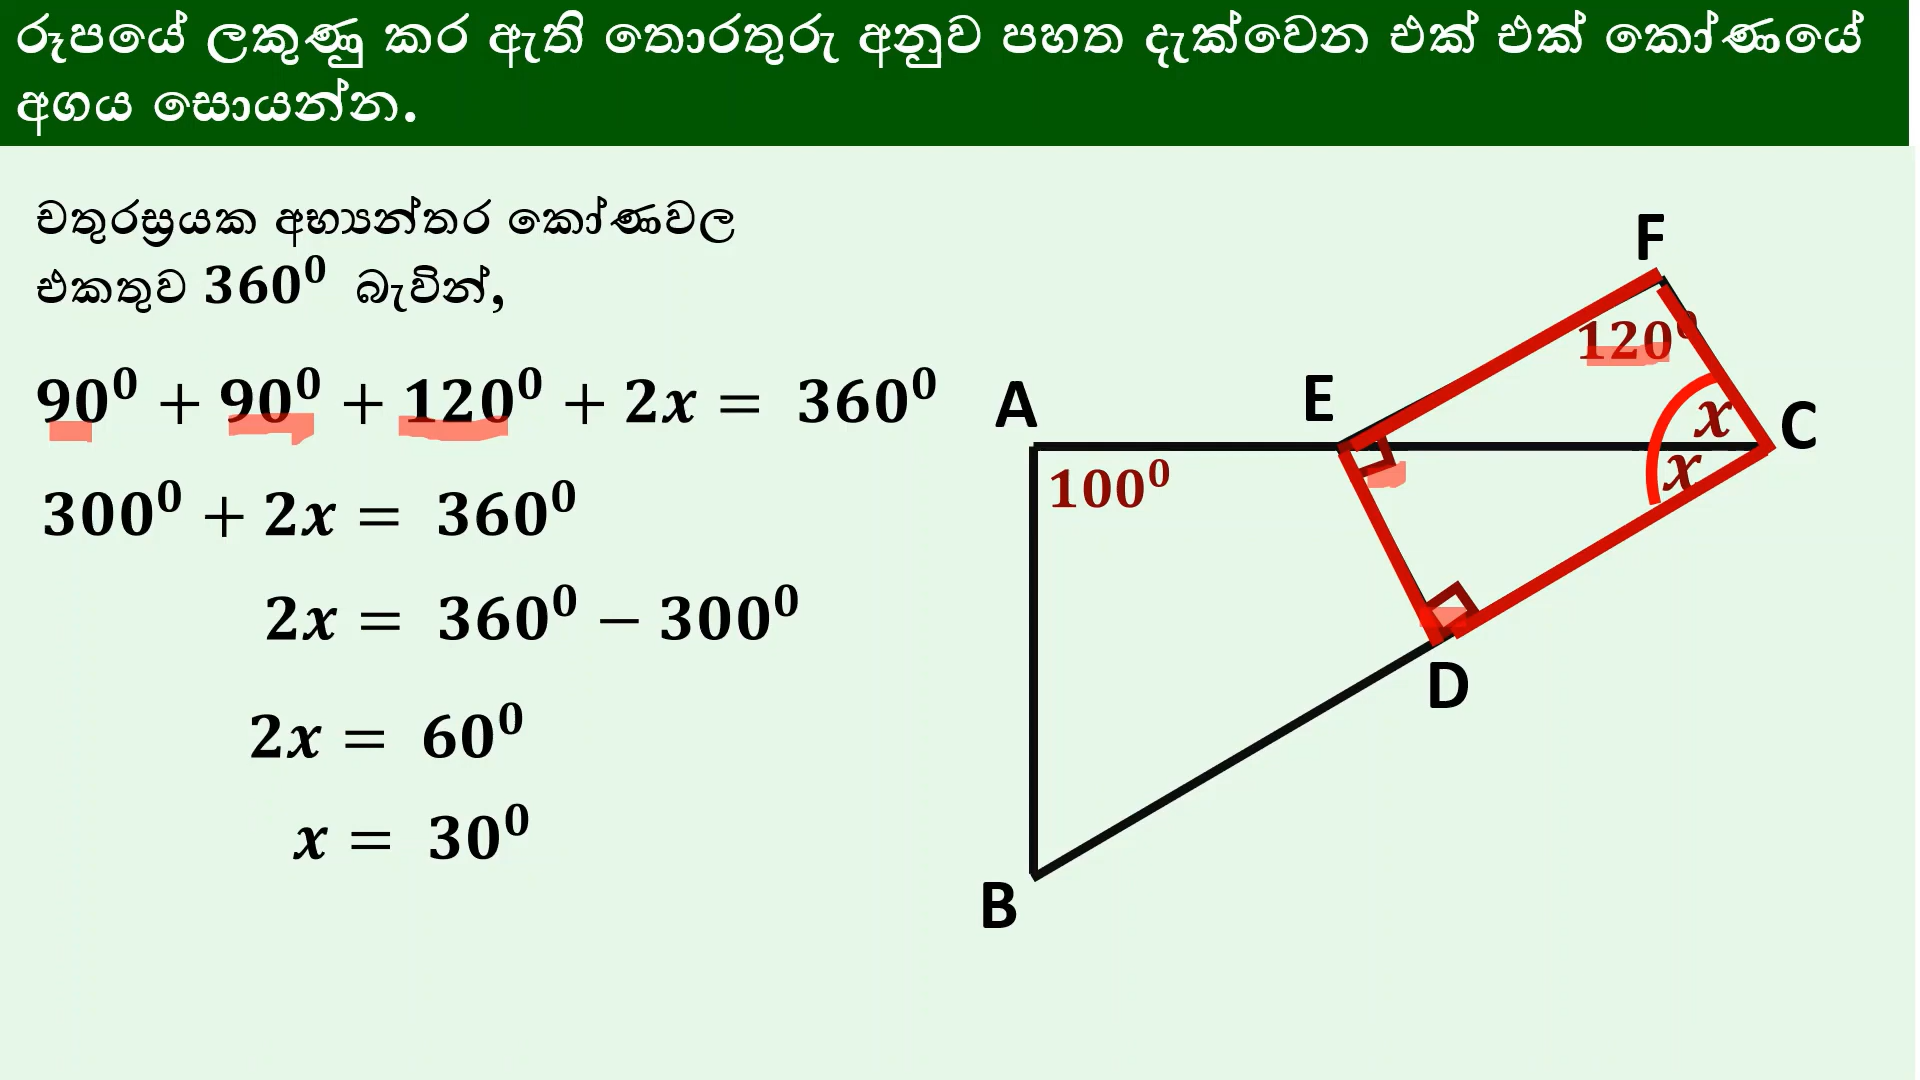 රූපයේ ලකුණු කර ඇති තොරතුරු අනුව පහත දැක්වෙන එක් එක් කෝණයේ
අගය සොයන්න.
චතුරස්‍රයක අභ්‍යන්තර කෝණවල
එකතුව 360⁰ බැවින්,
90⁰ + 90⁰ + 120⁰ + 2x = 360⁰
300⁰ + 2x = 360⁰
2x = 360⁰ − 300⁰
2x = 60⁰
x = 30⁰
F
120⁰
E
A
x
C
x
100⁰
D
B